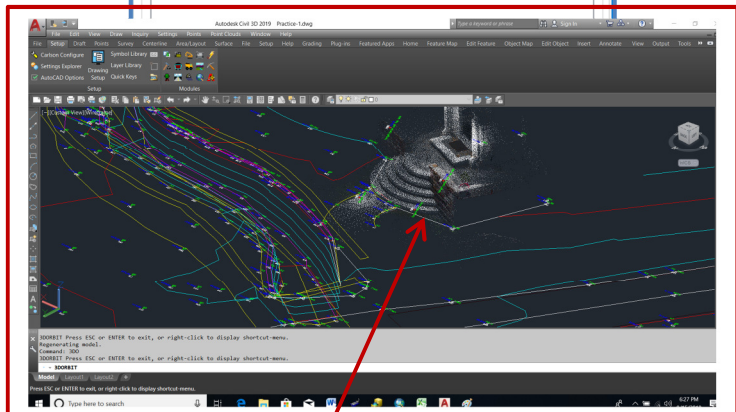 Autodesk Civil 3D 2019 Practice-1.dwg
Type a keyword or phrase
Sign In
File Edit View Draw Inquiry Settings Points Point Clouds Window Help
File Setup Draft Points Survey Centerline Area/Layout Surface File Setup Help Grading Plug-ins Featured Apps Home Feature Map Edit Feature Object Map Edit Object Insert Annotate View Output Tools
Carlson Configure
Settings Explorer
AutoCAD Options
Drawing
Setup
Symbol Library
Layer Library
Quick Keys
Setup
Modules
WCS
3DORBIT Press ESC or ENTER to exit, or right-click to display shortcut-menu.
Regenerating model.
Command: 3DO
3DORBIT Press ESC or ENTER to exit, or right-click to display shortcut-menu.
3DORBIT
Model Layout1 Layout2 +
Press ESC or ENTER to exit, or right-click to display shortcut-menu.
Type here to search
6:27 PM